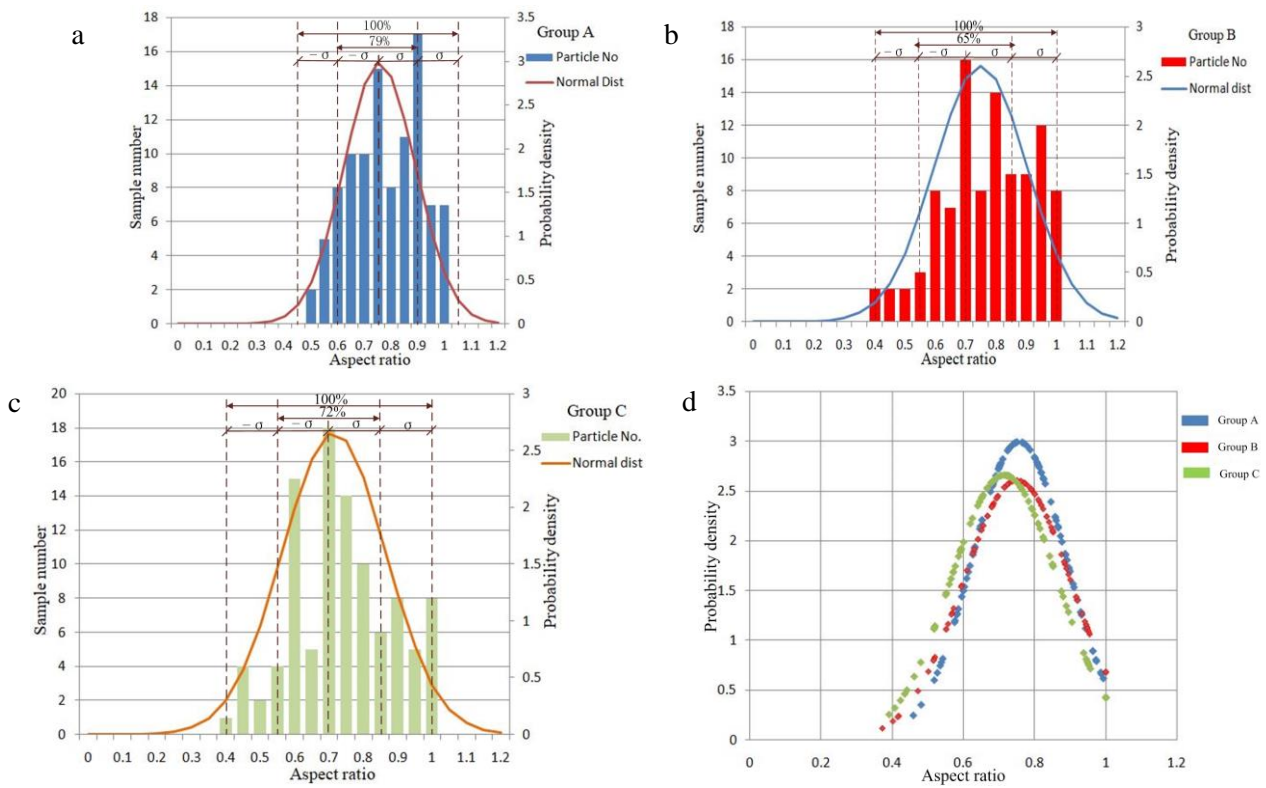 a
Group A
Particle No
Normal Dist
100%
79%
－σ －σ σ σ
Sample number
18
16
14
12
10
8
6
4
2
0
Probability density
3.5
3
2.5
2
1.5
1
0.5
0
0 0.1 0.2 0.3 0.4 0.5 0.6 0.7 0.8 0.9 1 1.1 1.2
Aspect ratio
b
Group B
Particle No
Normal dist
100%
65%
－σ －σ σ σ
Sample number
18
16
14
12
10
8
6
4
2
0
Probability density
3
2.5
2
1.5
1
0.5
0
0 0.1 0.2 0.3 0.4 0.5 0.6 0.7 0.8 0.9 1 1.1 1.2
Aspect ratio
c
Group C
Particle No.
Normal dist
100%
72%
－σ －σ σ σ
Sample number
20
18
16
14
12
10
8
6
4
2
0
Probability density
3
2.5
2
1.5
1
0.5
0
0 0.1 0.2 0.3 0.4 0.5 0.6 0.7 0.8 0.9 1 1.1 1.2
Aspect ratio
d
Group A
Group B
Group C
Probability density
3.5
3
2.5
2
1.5
1
0.5
0
0 0.2 0.4 0.6 0.8 1 1.2
Aspect ratio